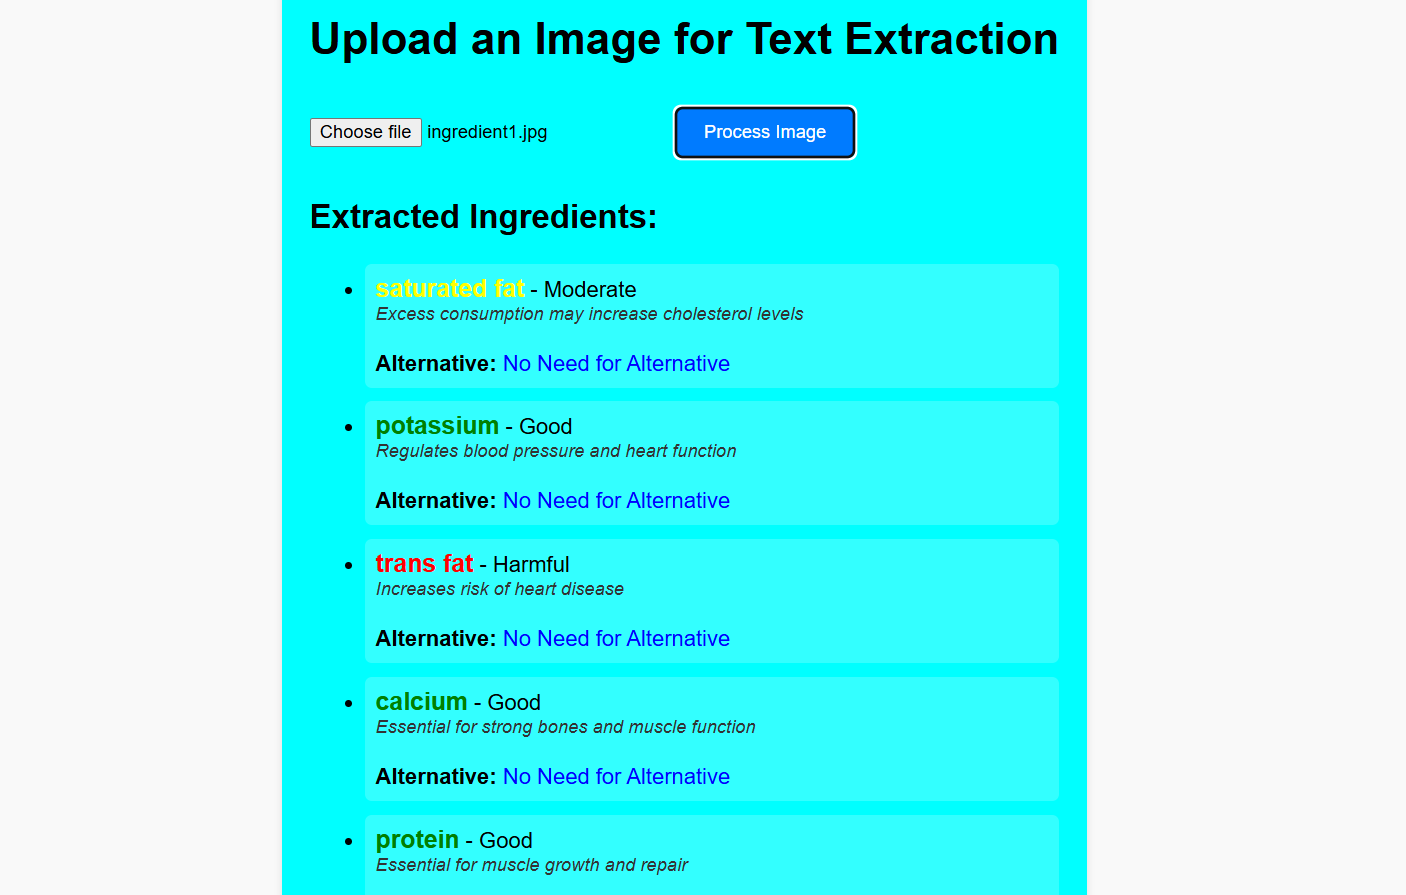 Upload an Image for Text Extraction
Choose file ingredient1.jpg Process Image
Extracted Ingredients:
saturated fat - Moderate
Excess consumption may increase cholesterol levels
Alternative: No Need for Alternative
potassium - Good
Regulates blood pressure and heart function
Alternative: No Need for Alternative
trans fat - Harmful
Increases risk of heart disease
Alternative: No Need for Alternative
calcium - Good
Essential for strong bones and muscle function
Alternative: No Need for Alternative
protein - Good
Essential for muscle growth and repair